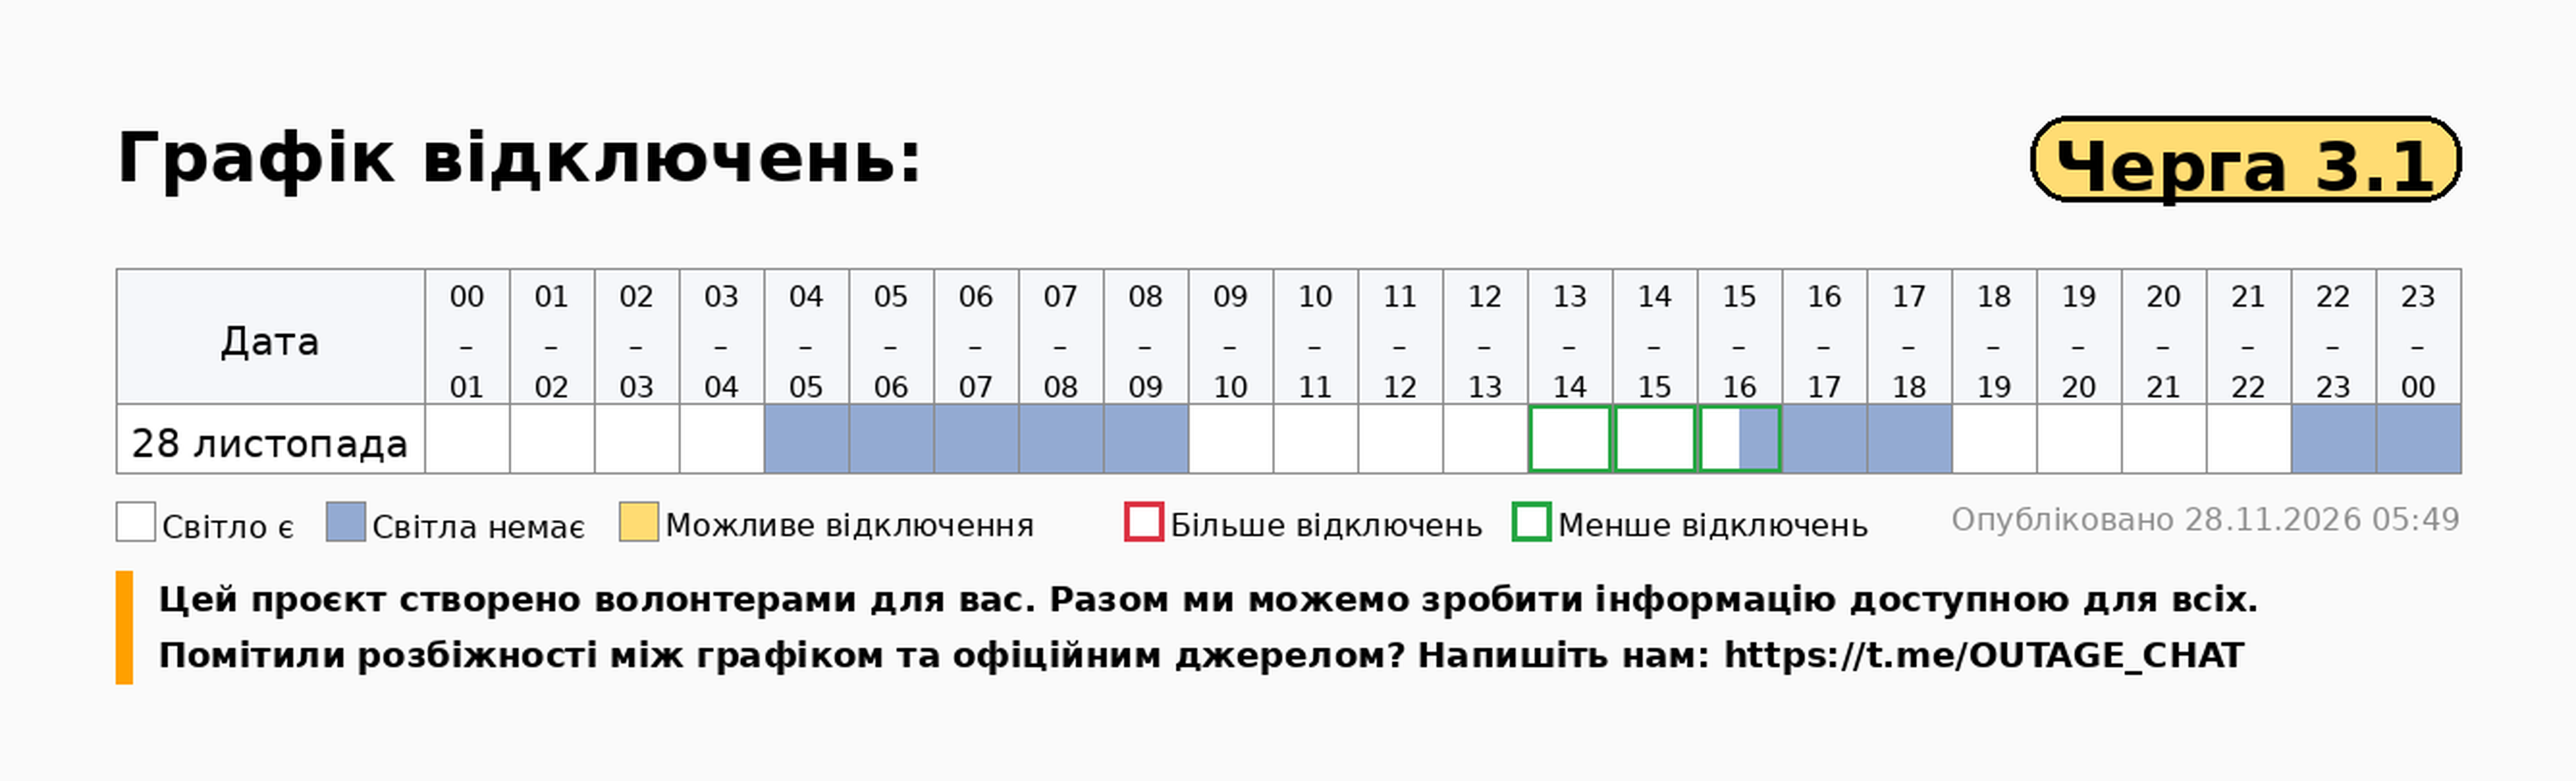 Графік відключень:
Черга 3.1
Дата 00 – 01 01 – 02 02 – 03 03 – 04 04 – 05 05 – 06 06 – 07 07 – 08 08 – 09 09 – 10 10 – 11 11 – 12 12 – 13 13 – 14 14 – 15 15 – 16 16 – 17 17 – 18 18 – 19 19 – 20 20 – 21 21 – 22 22 – 23 23 – 00
28 листопада
Світло є Світла немає Можливе відключення Більше відключень Менше відключень Опубліковано 28.11.2026 05:49
Цей проєкт створено волонтерами для вас. Разом ми можемо зробити інформацію доступною для всіх.
Помітили розбіжності між графіком та офіційним джерелом? Напишіть нам: https://t.me/OUTAGE_CHAT